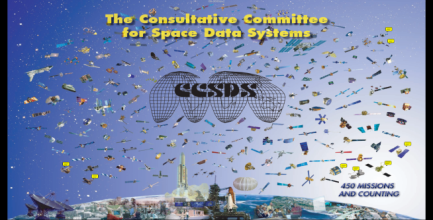 The Consultative Committee
for Space Data Systems
CCSDS
450 MISSIONS
AND COUNTING